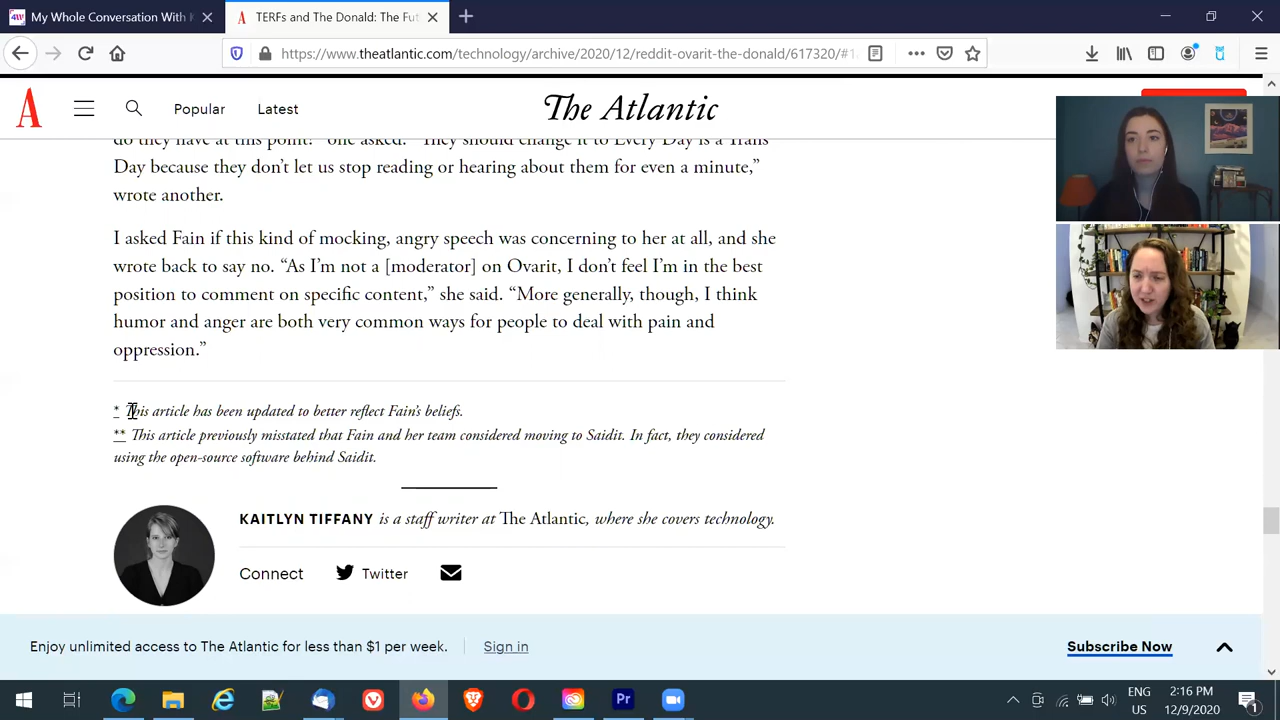 4W My Whole Conversation With
TERFs and The Donald: The Fut
https://www.theatlantic.com/technology/archive/2020/12/reddit-ovarit-the-donald/617320/#1
A
Popular
Latest
The Atlantic
do they have at this point?” one asked. “They should change it to Every Day is a Trans
Day because they don’t let us stop reading or hearing about them for even a minute,”
wrote another.
I asked Fain if this kind of mocking, angry speech was concerning to her at all, and she
wrote back to say no. “As I’m not a [moderator] on Ovarit, I don’t feel I’m in the best
position to comment on specific content,” she said. “More generally, though, I think
humor and anger are both very common ways for people to deal with pain and
oppression.”
* This article has been updated to better reflect Fain’s beliefs.
** This article previously misstated that Fain and her team considered moving to Saidit. In fact, they considered
using the open-source software behind Saidit.
KAITLYN TIFFANY is a staff writer at The Atlantic, where she covers technology.
Connect
Twitter
Enjoy unlimited access to The Atlantic for less than $1 per week.
Sign in
Subscribe Now
Pr
ENG
US
2:16 PM
12/9/2020
1